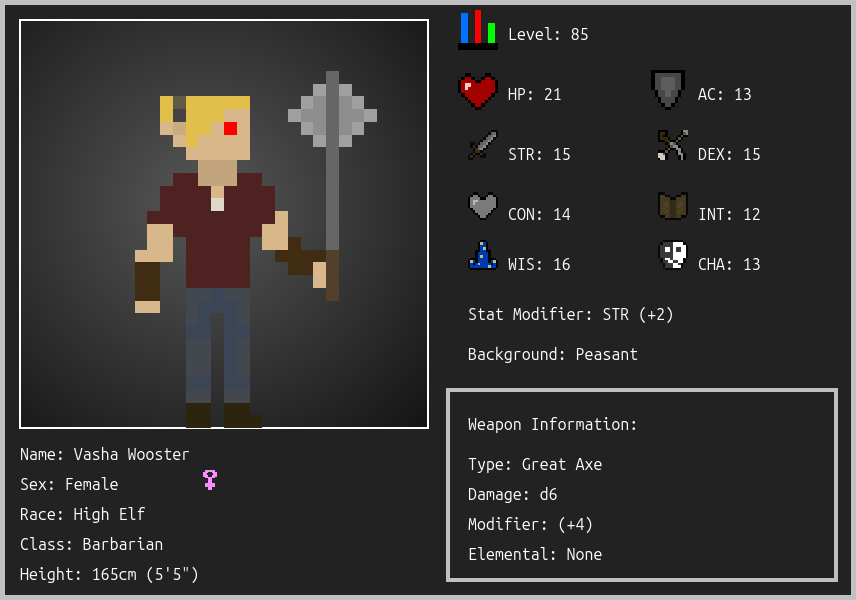 Level: 85
HP: 21
AC: 13
STR: 15
DEX: 15
CON: 14
INT: 12
WIS: 16
CHA: 13
Stat Modifier: STR (+2)
Background: Peasant
Weapon Information:
Type: Great Axe
Damage: d6
Modifier: (+4)
Elemental: None
Name: Vasha Wooster
Sex: Female
Race: High Elf
Class: Barbarian
Height: 165cm (5'5")